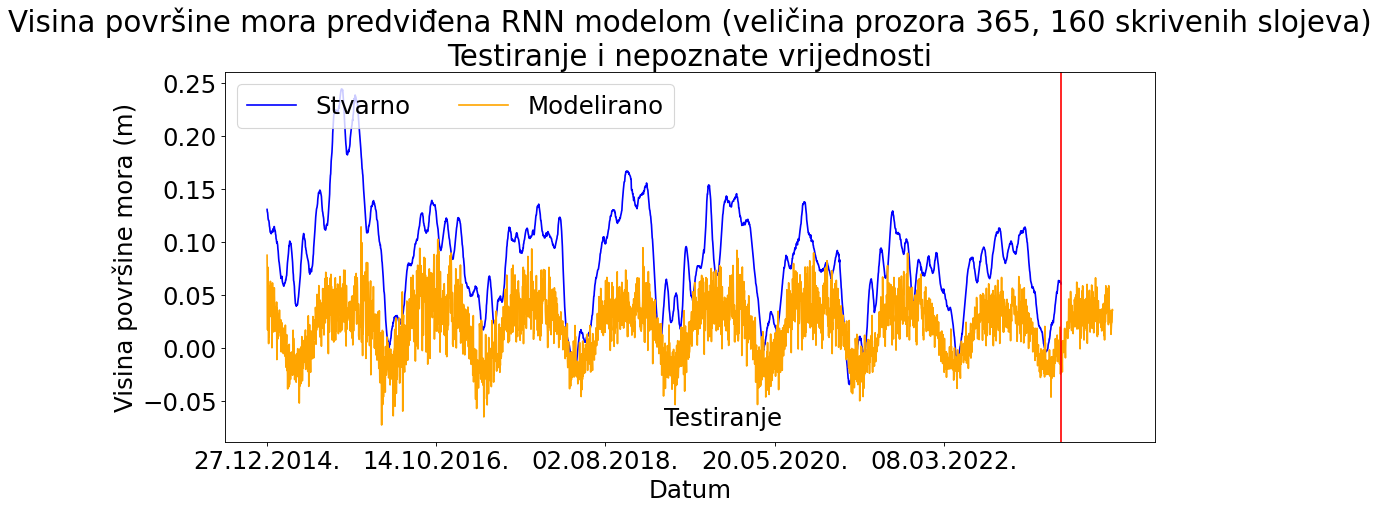 Visina površine mora predviđena RNN modelom (veličina prozora 365, 160 skrivenih slojeva)
Testiranje i nepoznate vrijednosti
Stvarno Modelirano
Visina površine mora (m)
0.25
0.20
0.15
0.10
0.05
0.00
−0.05
Testiranje
27.12.2014. 14.10.2016. 02.08.2018. 20.05.2020. 08.03.2022.
Datum